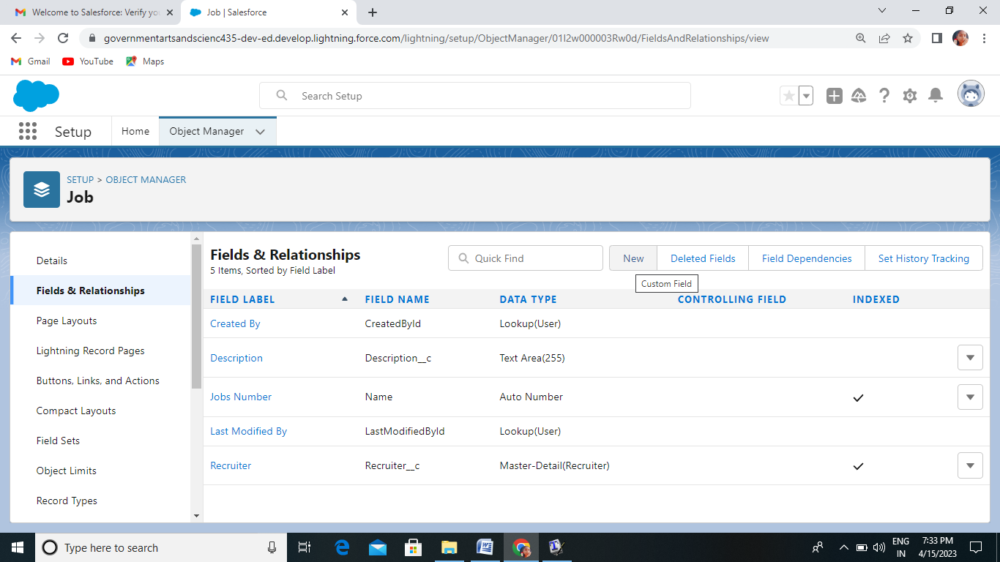 Welcome to Salesforce: Verify yo
Job | Salesforce
governmentartsandscienc435-dev-ed.develop.lightning.force.com/lightning/setup/ObjectManager/01I2w000003Rw0d/FieldsAndRelationships/view
Gmail
YouTube
Maps
Search Setup
Setup
Home
Object Manager
SETUP > OBJECT MANAGER
Job
Details
Fields & Relationships
Page Layouts
Lightning Record Pages
Buttons, Links, and Actions
Compact Layouts
Field Sets
Object Limits
Record Types
Fields & Relationships
5 Items, Sorted by Field Label
Quick Find
New
Deleted Fields
Field Dependencies
Set History Tracking
Custom Field
FIELD LABEL FIELD NAME DATA TYPE CONTROLLING FIELD INDEXED
Created By CreatedById Lookup(User)
Description Description__c Text Area(255)
Jobs Number Name Auto Number
Last Modified By LastModifiedById Lookup(User)
Recruiter Recruiter__c Master-Detail(Recruiter)
Type here to search
ENG
IN
7:33 PM
4/15/2023